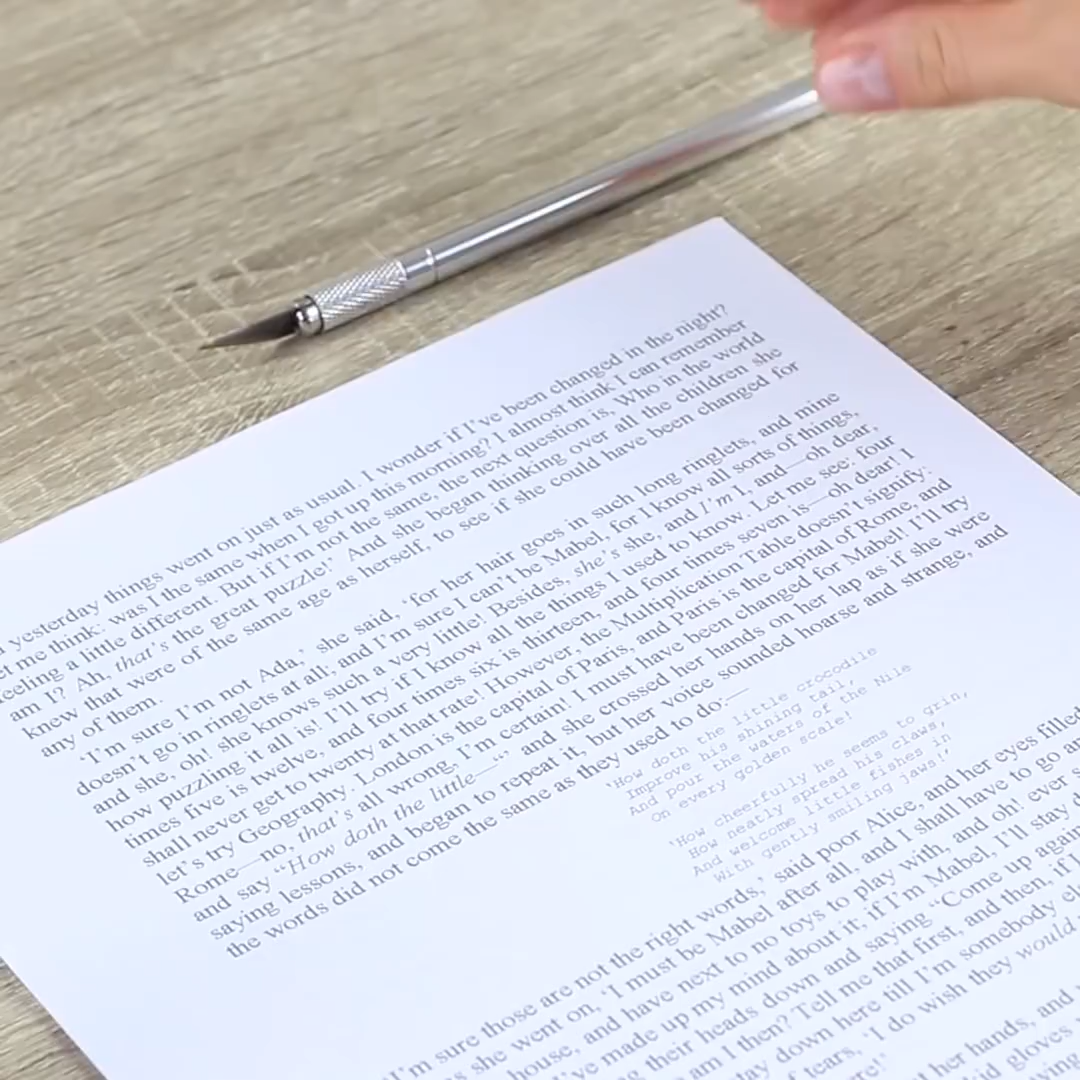 yesterday things went on just as usual. I wonder if I've been changed in the night?
let me think: was I the same when I got up this morning? I almost think I can remember
feeling a little different. But if I'm not the same, the next question is, Who in the world
am I? Ah, that's the great puzzle!' And she began thinking over all the children she
knew that were of the same age as herself, to see if she could have been changed for
any of them.
'I'm sure I'm not Ada,' she said, 'for her hair goes in such long ringlets, and mine
doesn't go in ringlets at all; and I'm sure I can't be Mabel, for I know all sorts of things,
and she, oh! she knows such a very little! Besides, she's she, and I'm I, and—oh dear,
how puzzling it all is! I'll try if I know all the things I used to know. Let me see: four
times five is twelve, and four times six is thirteen, and four times seven is—oh dear! I
shall never get to twenty at that rate! However, the Multiplication Table doesn't signify:
let's try Geography. London is the capital of Paris, and Paris is the capital of Rome, and
Rome—no, that's all wrong, I'm certain! I must have been changed for Mabel! I'll try
and say "How doth the little—" and she crossed her hands on her lap as if she were
saying lessons, and began to repeat it, but her voice sounded hoarse and strange, and
the words did not come the same as they used to do:—
'How doth the little crocodile
Improve his shining tail,
And pour the waters of the Nile
On every golden scale!
'How cheerfully he seems to grin,
How neatly spread his claws,
And welcome little fishes in
With gently smiling jaws!'
I'm sure those are not the right words,' said poor Alice, and her eyes filled
as she went on, 'I must be Mabel after all, and I shall have to go an
house, and have next to no toys to play with, and oh! ever s
I've made up my mind about it; if I'm Mabel, I'll stay d
their heads down and saying "Come up again
am I then? Tell me that first, and then, if I
stay down here till I'm somebody el
of tears, 'I do wish they would
here!'
at her hands, and
gloves